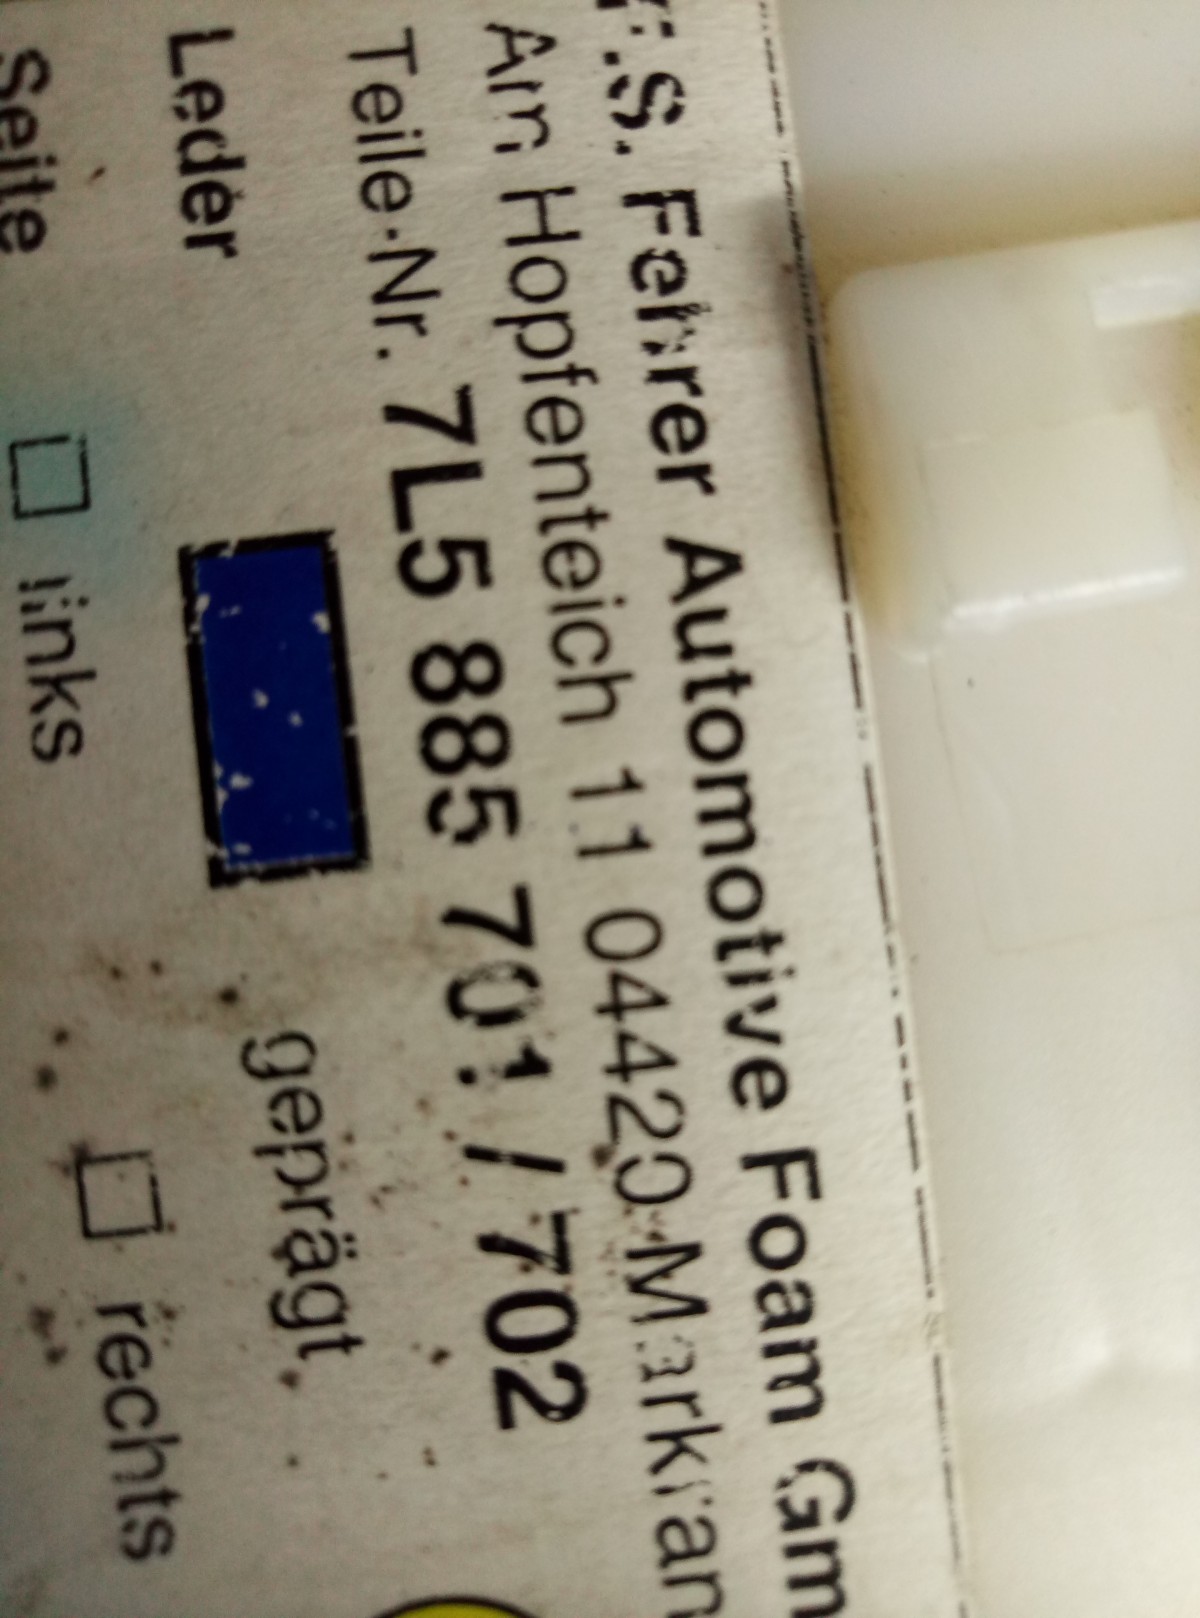 F.S. Fehrer Automotive Foam Gm
Am Hopfenteich 11 04420 Markran
Teile-Nr. 7L5 885 701 / 702
Leder geprägt
Seite links rechts